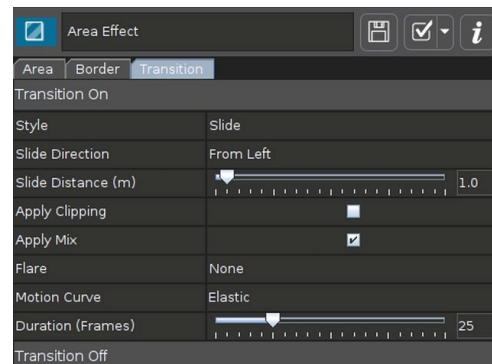 Area Effect
i
Area Border Transition
Transition On
Style Slide
Slide Direction From Left
Slide Distance (m) 1.0
Apply Clipping
Apply Mix
Flare None
Motion Curve Elastic
Duration (Frames) 25
Transition Off